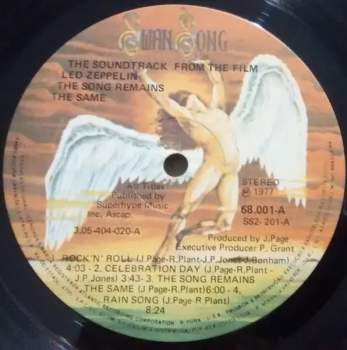 SWAN SONG
THE SOUNDTRACK FROM THE FILM
LED ZEPPELIN
THE SONG REMAINS
THE SAME
All Titles
Published by
Superhype Music
Inc, Ascap.
3.05-404-020-A
STEREO
℗ 1977
68.001-A
SS2-201-A
Produced by J.Page
Executive Producer P. Grant
ROCK'N' ROLL (J.Page-R.Plant-J.P.Jones-J.Bonham)
4:03 - 2. CELEBRATION DAY (J.Page-R.Plant -
J.P.Jones) 3:43- 3. THE SONG REMAINS
THE SAME (J.Page-R.Plant)6:00 - 4.
RAIN SONG (J.Page-R.Plant)
8:24